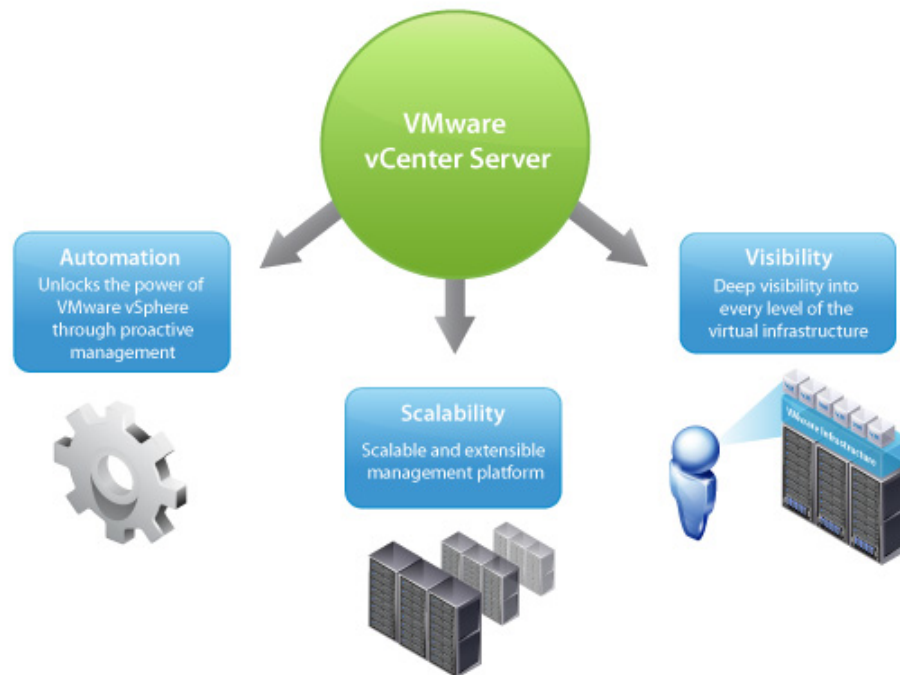 VMware
vCenter Server
Automation
Unlocks the power of
VMware vSphere
through proactive
management
Scalability
Scalable and extensible
management platform
Visibility
Deep visibility into
every level of the
virtual infrastructure
VMware Infrastructure